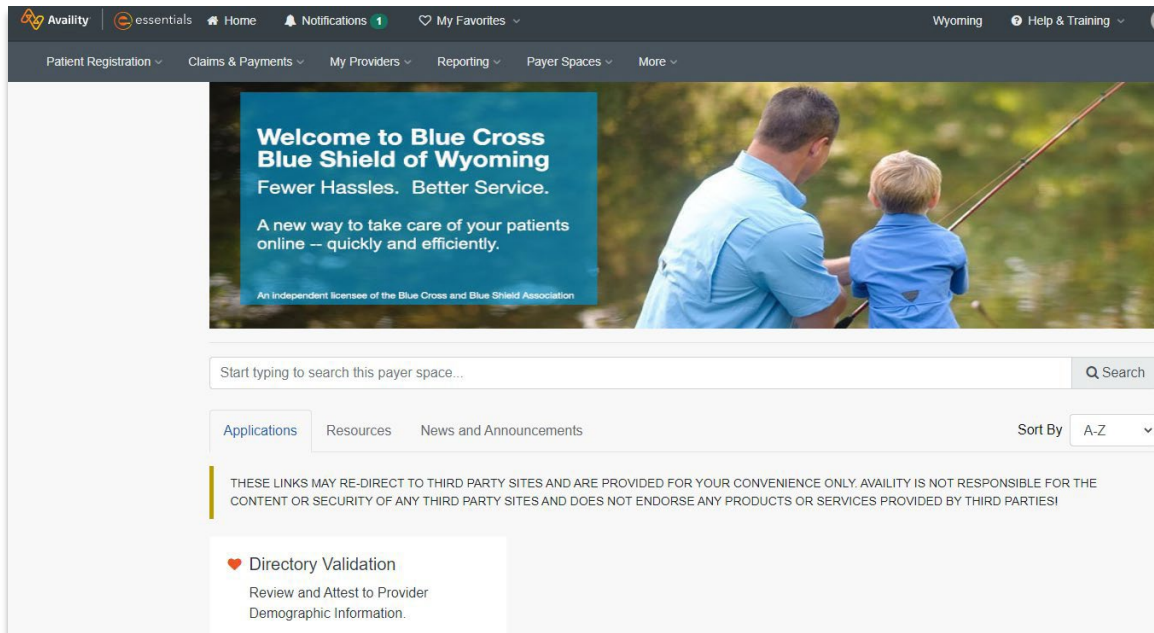 Availity essentials Home Notifications 1 My Favorites Wyoming Help & Training
Patient Registration Claims & Payments My Providers Reporting Payer Spaces More
Welcome to Blue Cross
Blue Shield of Wyoming
Fewer Hassles. Better Service.
A new way to take care of your patients
online -- quickly and efficiently.
An independent licensee of the Blue Cross and Blue Shield Association
Start typing to search this payer space... Search
Applications Resources News and Announcements Sort By A-Z
THESE LINKS MAY RE-DIRECT TO THIRD PARTY SITES AND ARE PROVIDED FOR YOUR CONVENIENCE ONLY. AVAILITY IS NOT RESPONSIBLE FOR THE
CONTENT OR SECURITY OF ANY THIRD PARTY SITES AND DOES NOT ENDORSE ANY PRODUCTS OR SERVICES PROVIDED BY THIRD PARTIES!
Directory Validation
Review and Attest to Provider
Demographic Information.